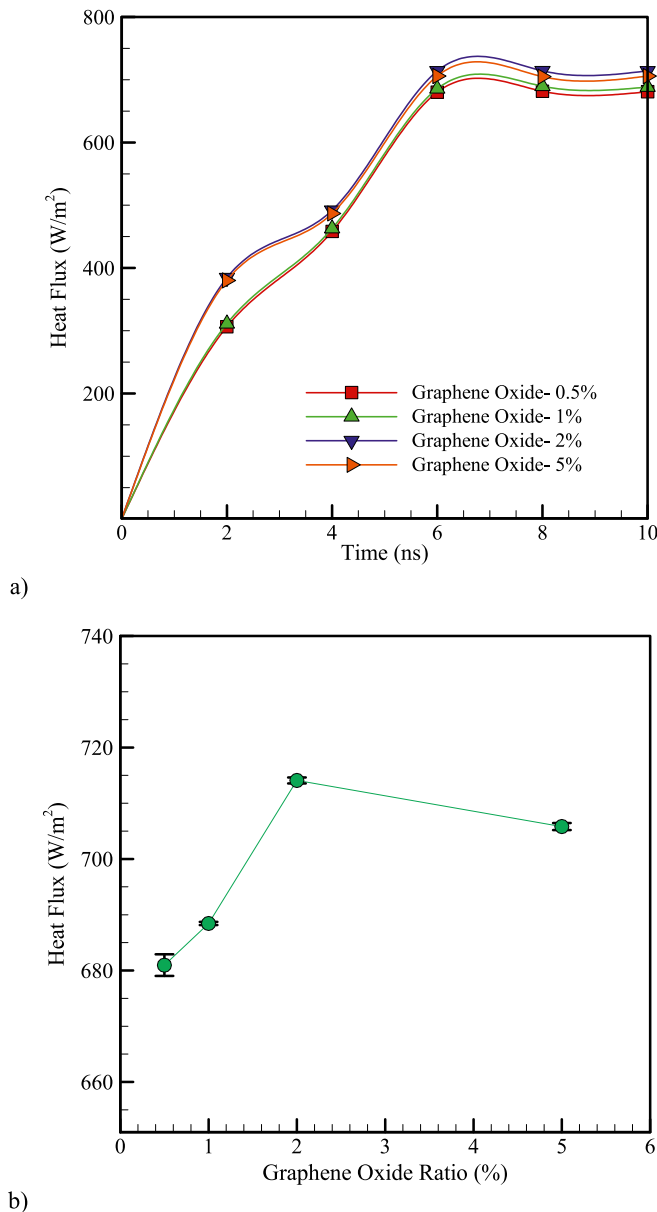 800
600
400
200
Heat Flux (W/m²)
Graphene Oxide- 0.5%
Graphene Oxide- 1%
Graphene Oxide- 2%
Graphene Oxide- 5%
0 2 4 6 8 10
Time (ns)
a)
740
720
700
680
660
Heat Flux (W/m²)
0 1 2 3 4 5 6
Graphene Oxide Ratio (%)
b)